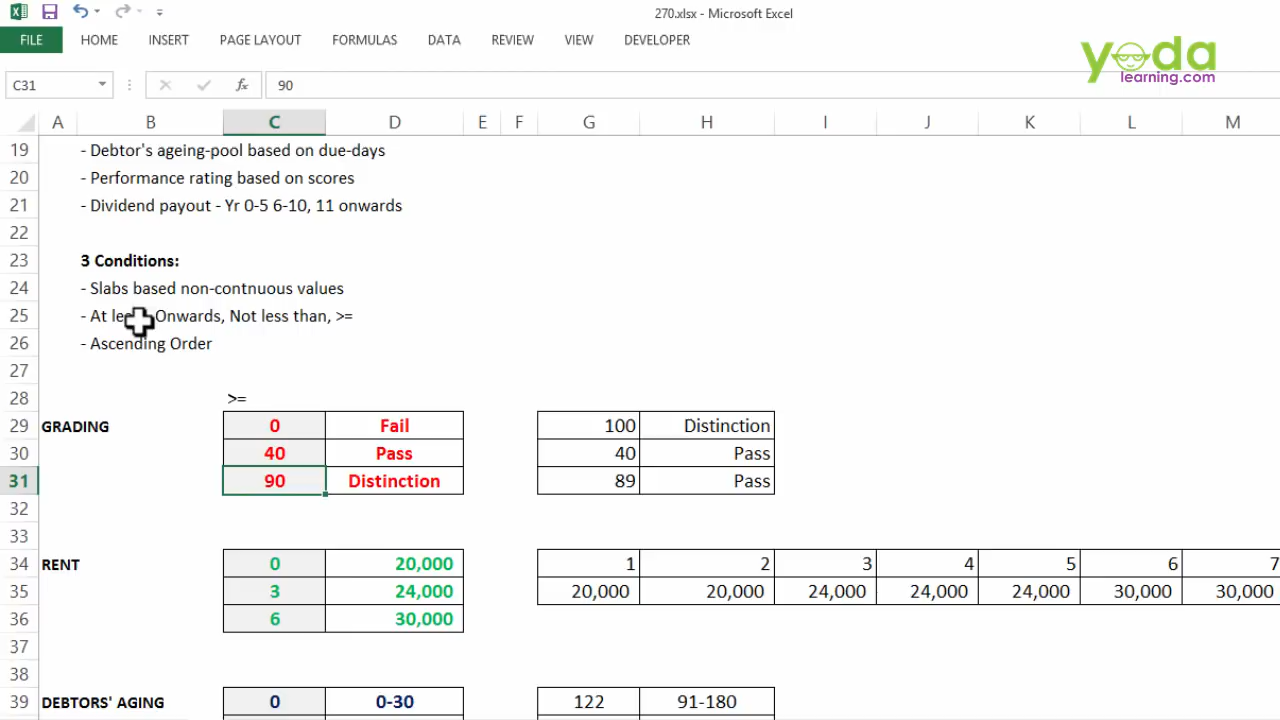 270.xlsx - Microsoft Excel
FILE HOME INSERT PAGE LAYOUT FORMULAS DATA REVIEW VIEW DEVELOPER
yoda
learning.com
C31 fx 90
A B C D E F G H I J K L M
19 - Debtor's ageing-pool based on due-days
20 - Performance rating based on scores
21 - Dividend payout - Yr 0-5 6-10, 11 onwards
22
23 3 Conditions:
24 - Slabs based non-contnuous values
25 - At Onwards, Not less than, >=
26 - Ascending Order
27
28 >=
29 GRADING 0 Fail 100 Distinction
30 40 Pass 40 Pass
31 90 Distinction 89 Pass
32
33
34 RENT 0 20,000 1 2 3 4 5 6 7
35 3 24,000 20,000 20,000 24,000 24,000 24,000 30,000 30,000
36 6 30,000
37
38
39 DEBTORS' AGING 0 0-30 122 91-180